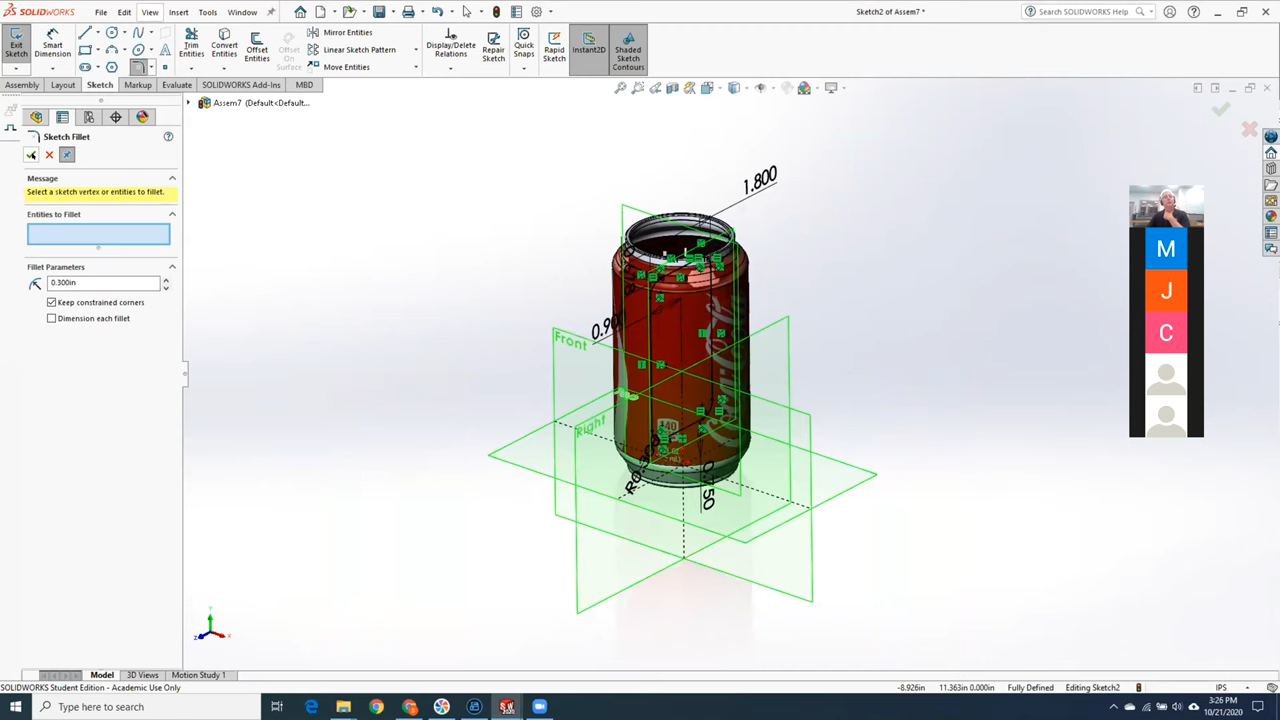 SOLIDWORKS File Edit View Insert Tools Window Sketch2 of Assem7 * Search SOLIDWORKS Help
Exit Sketch Smart Dimension Trim Entities Convert Entities Offset Entities Offset On Surface Mirror Entities Display/Delete Relations Repair Sketch Quick Snaps Rapid Sketch Instant2D Shaded Sketch Contours
Linear Sketch Pattern
Move Entities
Assembly Layout Sketch Markup Evaluate SOLIDWORKS Add-Ins MBD
Assem7 (Default<Default...
Sketch Fillet
Message
Select a sketch vertex or entities to fillet.
Entities to Fillet
Fillet Parameters
0.300in
Keep constrained corners
Dimension each fillet
1.800
0.90
Front
Right
140
M
J
C
Model 3D Views Motion Study 1
SOLIDWORKS Student Edition - Academic Use Only -8.926in 11.363in 0.000in Fully Defined Editing Sketch2 IPS
Type here to search
3:26 PM
10/21/2020